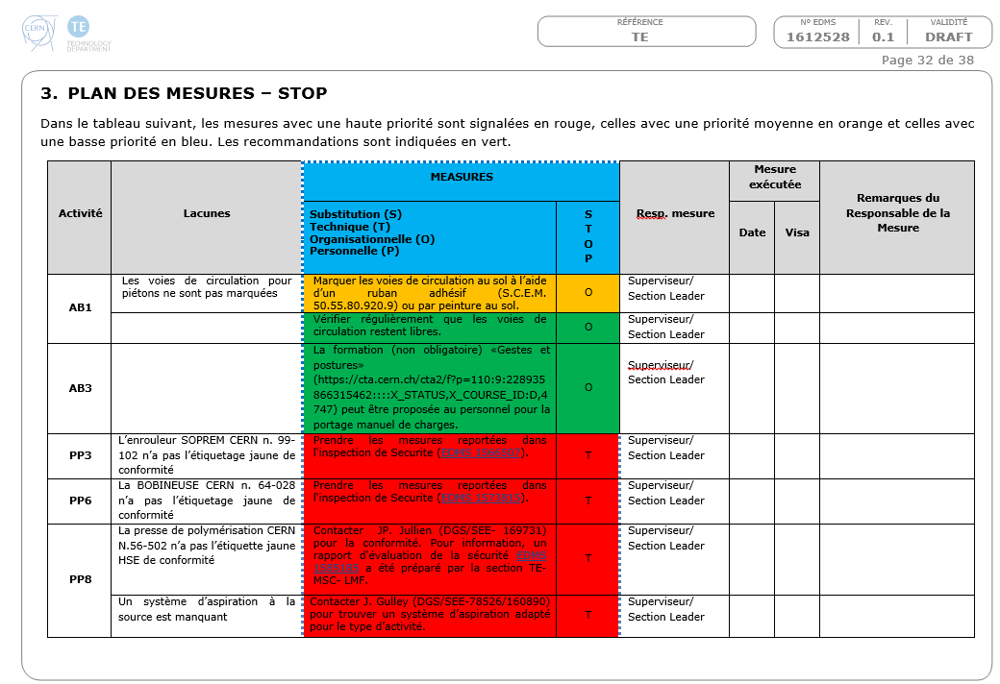 CERN
TE
TECHNOLOGY
DEPARTMENT
RÉFÉRENCE
TE
Nº EDMS
1612528
REV.
0.1
VALIDITÉ
DRAFT
Page 32 de 38
3. PLAN DES MESURES – STOP
Dans le tableau suivant, les mesures avec une haute priorité sont signalées en rouge, celles avec une priorité moyenne en orange et celles avec
une basse priorité en bleu. Les recommandations sont indiquées en vert.
Activité
Lacunes
MEASURES
Substitution (S)
Technique (T)
Organisationnelle (O)
Personnelle (P)
S
T
O
P
Resp. mesure
Mesure
exécutée
Date
Visa
Remarques du
Responsable de la
Mesure
AB1
Les voies de circulation pour
piétons ne sont pas marquées
Marquer les voies de circulation au sol à l’aide
d’un ruban adhésif (S.C.E.M.
50.55.80.920.9) ou par peinture au sol.
O
Superviseur/
Section Leader
Vérifier régulièrement que les voies de
circulation restent libres.
O
Superviseur/
Section Leader
AB3
La formation (non obligatoire) «Gestes et
postures»
(https://cta.cern.ch/cta2/f?p=110:9:228935
866315462::::X_STATUS,X_COURSE_ID:D,4
747) peut être proposée au personnel pour la
portage manuel de charges.
O
Superviseur/
Section Leader
PP3
L’enrouleur SOPREM CERN n. 99-
102 n’a pas l’étiquetage jaune de
conformité
Prendre les mesures reportées dans
l’inspection de Securite (EDMS).
T
Superviseur/
Section Leader
PP6
La BOBINEUSE CERN n. 64-028
n’a pas l’étiquetage jaune de
conformité
Prendre les mesures reportées dans
l’inspection de Securite (EDMS).
T
Superviseur/
Section Leader
PP8
La presse de polymérisation CERN
N.56-502 n’a pas l’étiquette jaune
HSE de conformité
Contacter JP. Jullien (DGS/SEE- 169731)
pour la conformité. Pour information, un
rapport d’évaluation de la sécurité EDMS
a été préparé par la section TE-
MSC- LMF.
T
Superviseur/
Section Leader
Un système d’aspiration à la
source est manquant
Contacter J. Gulley (DGS/SEE-78526/160890)
pour trouver un système d’aspiration adapté
pour le type d’activité.
T
Superviseur/
Section Leader